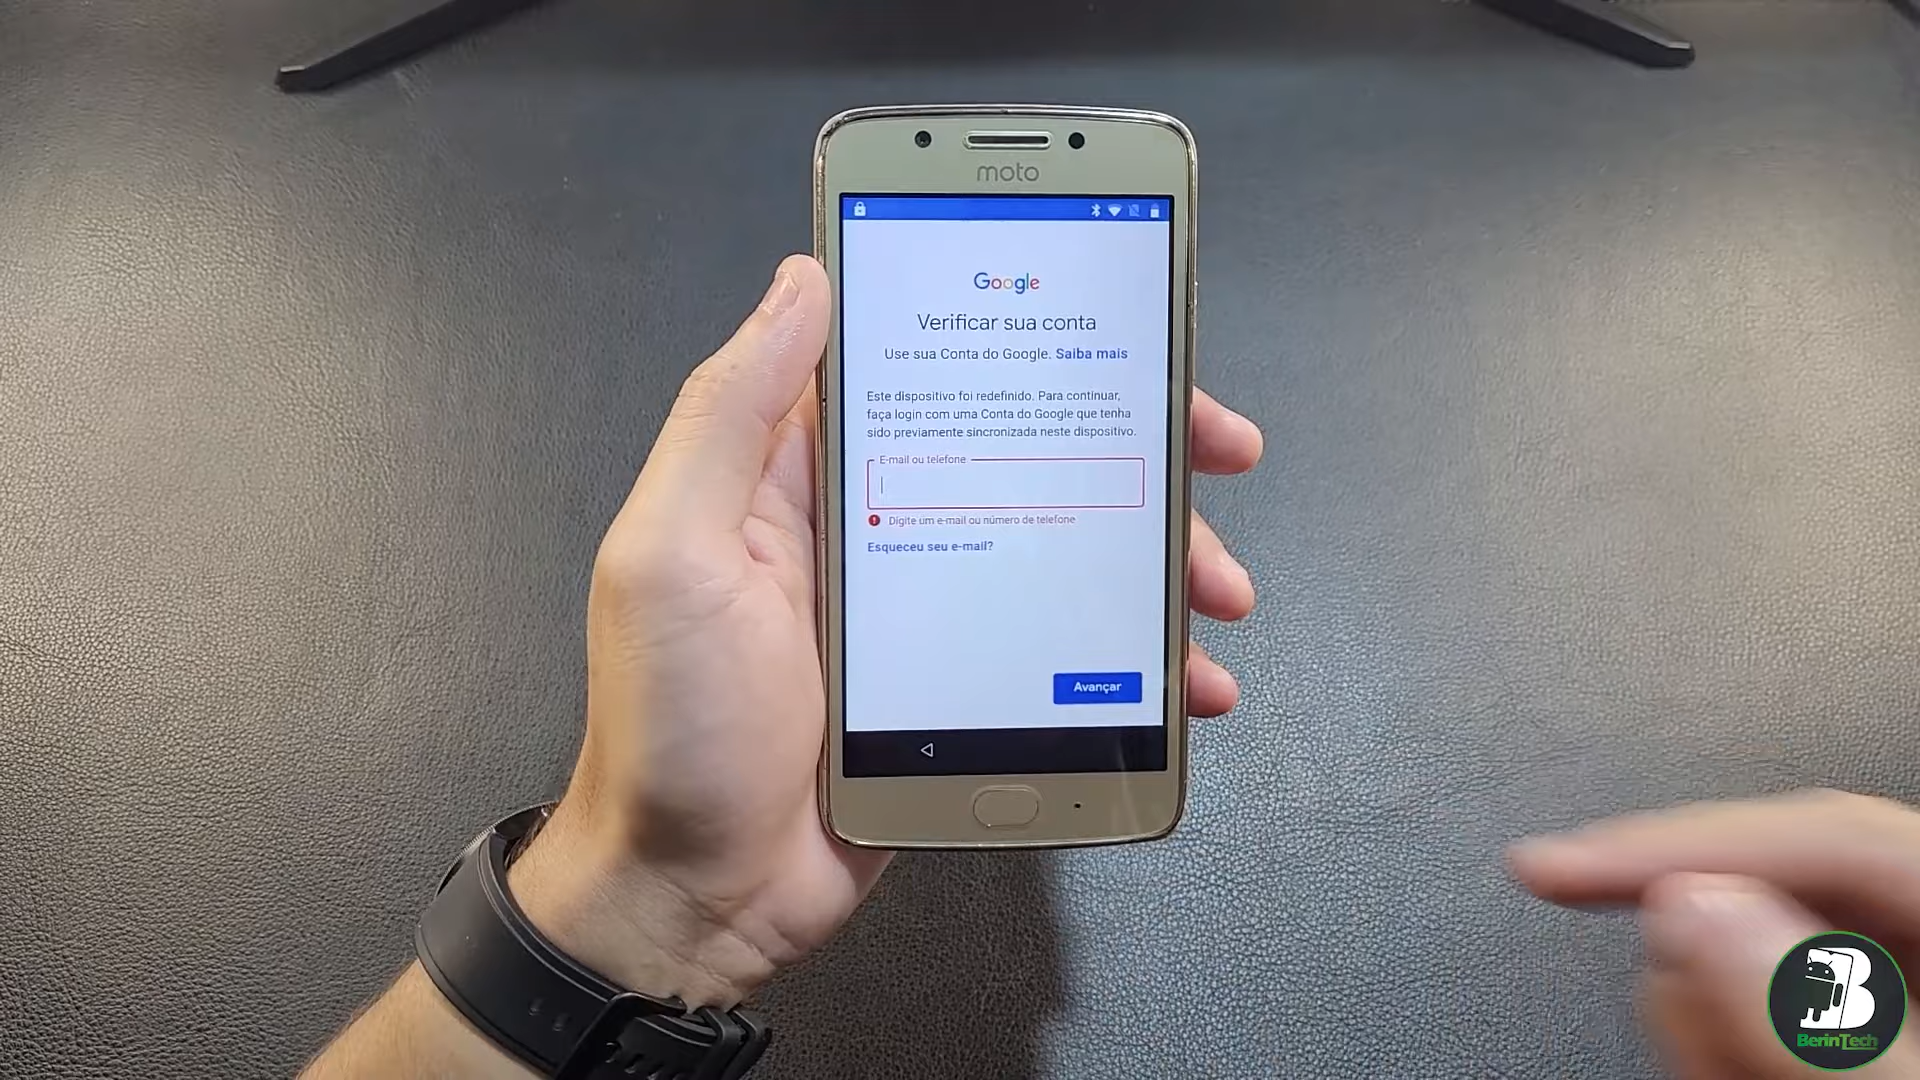 moto
Google
Verificar sua conta
Use sua Conta do Google. Saiba mais
Este dispositivo foi redefinido. Para continuar,
faça login com uma Conta do Google que tenha
sido previamente sincronizada neste dispositivo.
E-mail ou telefone
Digite um e-mail ou número de telefone
Esqueceu seu e-mail?
Avançar
B
BerinTech